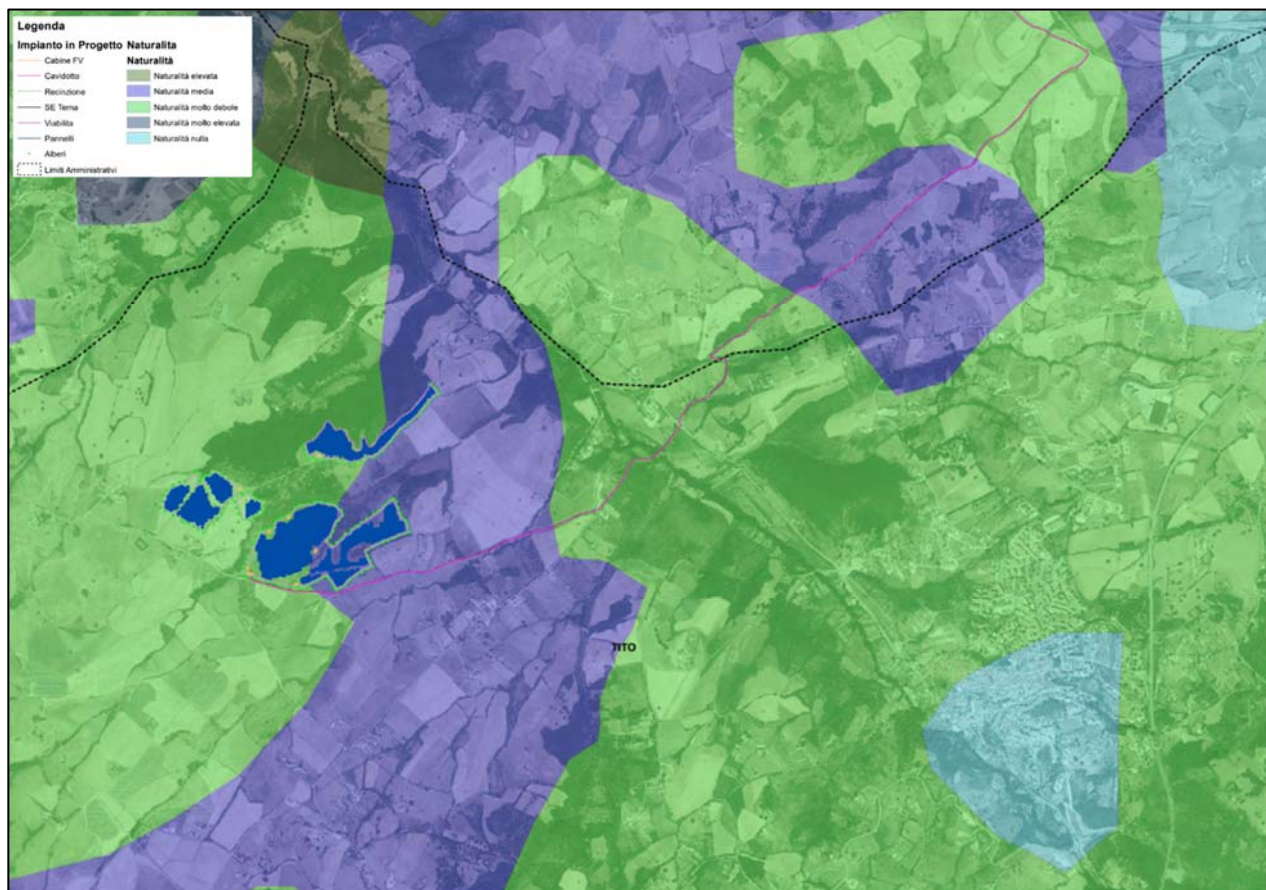 Legenda
Impianto in Progetto
Cabine FV
Cavidotto
Recinzione
SE Terna
Viabilita
Pannelli
Alberi
Limiti Amministrativi
Naturalita
Naturalità
Naturalità elevata
Naturalità media
Naturalità molto debole
Naturalità molto elevata
Naturalità nulla
TITO